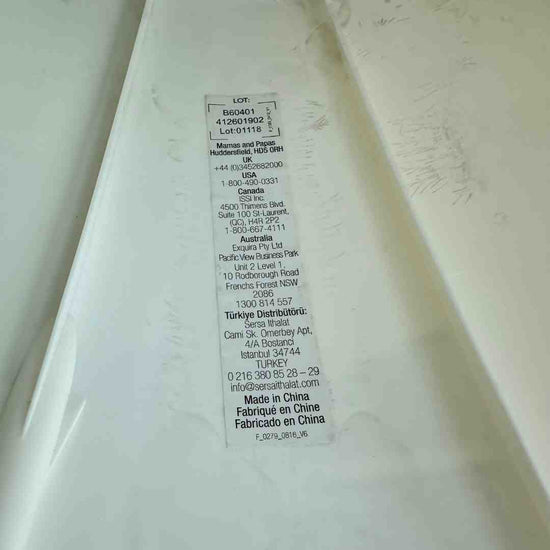 LOT:
B60401
412601902
Lot:01118
Mamas and Papas
Huddersfield, HD5 0RH
UK
+44 (0)3452682000
USA
1-800-490-0331
Canada
ISSI Inc.
4500 Thimens Blvd.
Suite 100 St-Laurent,
(QC), H4R 2P2
1-800-667-4111
Australia
Exquira Pty Ltd
Pacific View Business Park
Unit 2 Level 1,
10 Rodborough Road
Frenchs Forest NSW
2086
1300 814 557
Türkiye Distribütörü:
Sersa Ithalat
Cami Sk. Omerbey Apt,
4/A Bostanci
Istanbul 34744
TURKEY
0 216 380 85 28 – 29
info@sersaithalat.com
Made in China
Fabriqué en Chine
Fabricado en China
F_0279_0816_V6